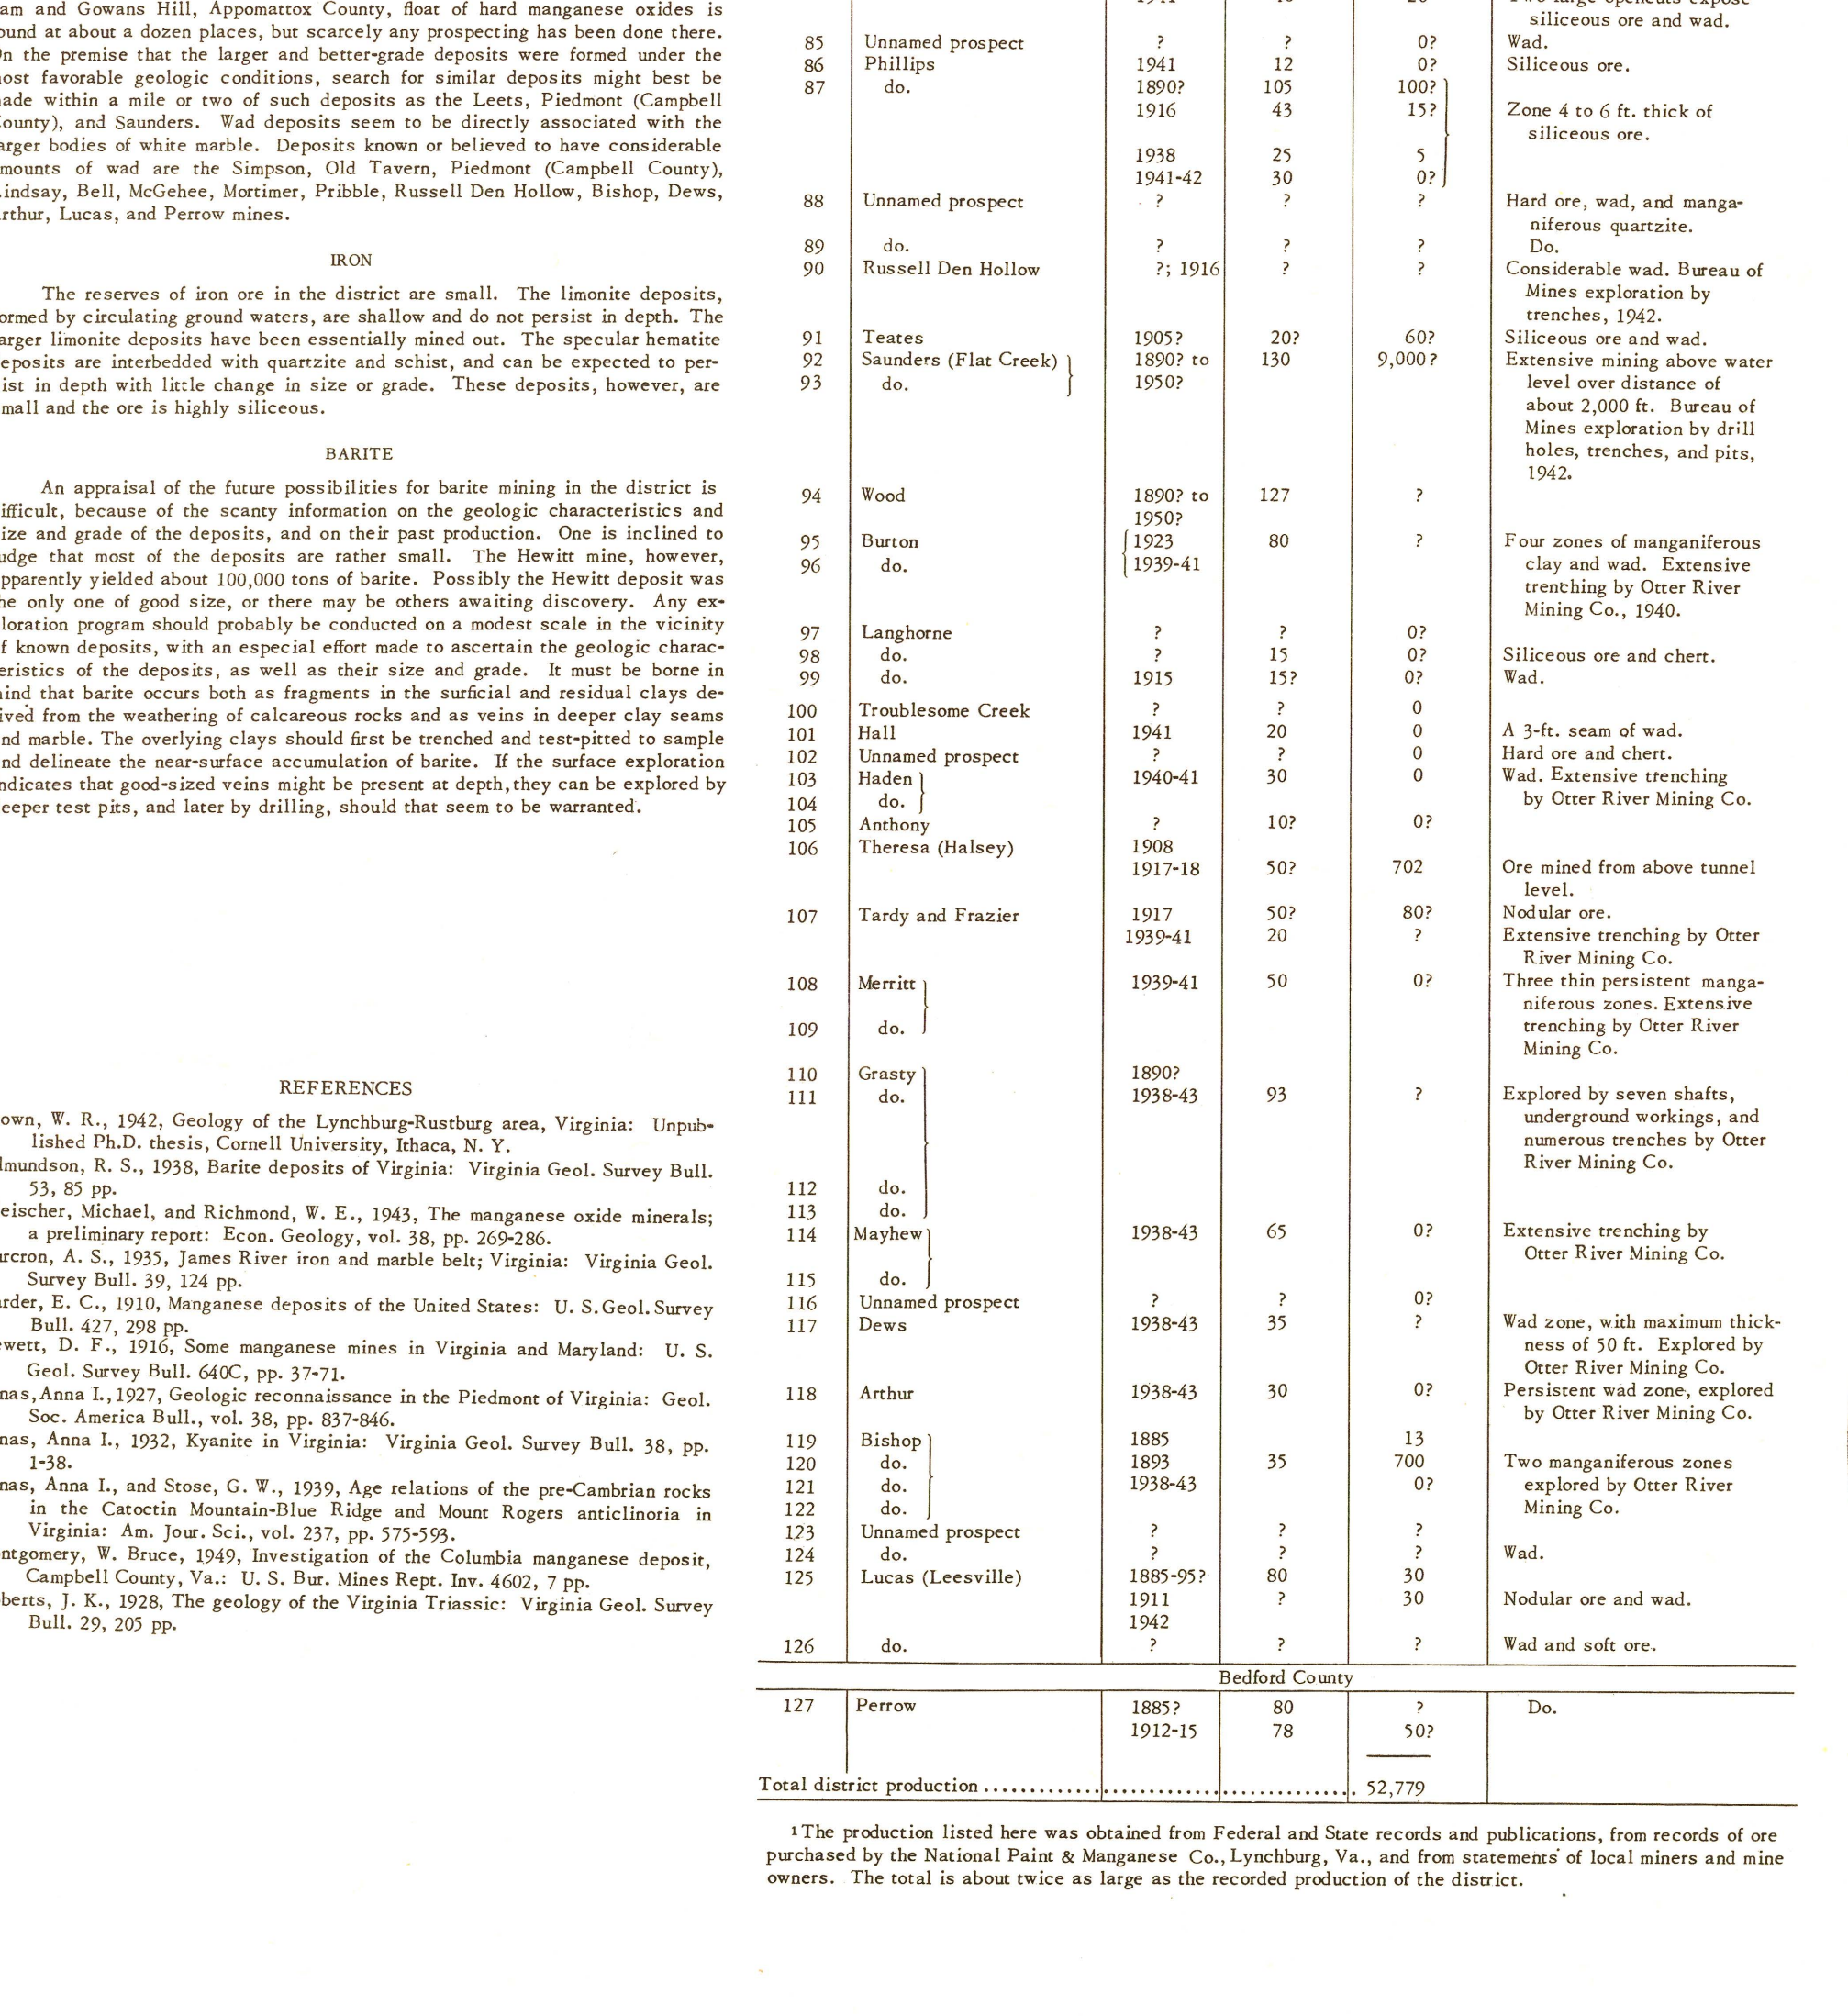 am and Gowans Hill, Appomattox County, float of hard manganese oxides is
ound at about a dozen places, but scarcely any prospecting has been done there.
n the premise that the larger and better-grade deposits were formed under the
ost favorable geologic conditions, search for similar deposits might best be
ade within a mile or two of such deposits as the Leets, Piedmont (Campbell
ounty), and Saunders. Wad deposits seem to be directly associated with the
arger bodies of white marble. Deposits known or believed to have considerable
mounts of wad are the Simpson, Old Tavern, Piedmont (Campbell County),
indsay, Bell, McGehee, Mortimer, Pribble, Russell Den Hollow, Bishop, Dews,
rthur, Lucas, and Perrow mines.
IRON
The reserves of iron ore in the district are small. The limonite deposits,
ormed by circulating ground waters, are shallow and do not persist in depth. The
arger limonite deposits have been essentially mined out. The specular hematite
eposits are interbedded with quartzite and schist, and can be expected to per-
ist in depth with little change in size or grade. These deposits, however, are
mall and the ore is highly siliceous.
BARITE
An appraisal of the future possibilities for barite mining in the district is
ifficult, because of the scanty information on the geologic characteristics and
ize and grade of the deposits, and on their past production. One is inclined to
udge that most of the deposits are rather small. The Hewitt mine, however,
pparently yielded about 100,000 tons of barite. Possibly the Hewitt deposit was
he only one of good size, or there may be others awaiting discovery. Any ex-
loration program should probably be conducted on a modest scale in the vicinity
f known deposits, with an especial effort made to ascertain the geologic charac-
eristics of the deposits, as well as their size and grade. It must be borne in
ind that barite occurs both as fragments in the surficial and residual clays de-
ived from the weathering of calcareous rocks and as veins in deeper clay seams
nd marble. The overlying clays should first be trenched and test-pitted to sample
nd delineate the near-surface accumulation of barite. If the surface exploration
ndicates that good-sized veins might be present at depth, they can be explored by
eeper test pits, and later by drilling, should that seem to be warranted.
REFERENCES
own, W. R., 1942, Geology of the Lynchburg-Rustburg area, Virginia: Unpub-
lished Ph.D. thesis, Cornell University, Ithaca, N. Y.
dmundson, R. S., 1938, Barite deposits of Virginia: Virginia Geol. Survey Bull.
53, 85 pp.
eischer, Michael, and Richmond, W. E., 1943, The manganese oxide minerals;
a preliminary report: Econ. Geology, vol. 38, pp. 269-286.
urcron, A. S., 1935, James River iron and marble belt; Virginia: Virginia Geol.
Survey Bull. 39, 124 pp.
arder, E. C., 1910, Manganese deposits of the United States: U. S. Geol. Survey
Bull. 427, 298 pp.
wett, D. F., 1916, Some manganese mines in Virginia and Maryland: U. S.
Geol. Survey Bull. 640C, pp. 37-71.
nas, Anna I., 1927, Geologic reconnaissance in the Piedmont of Virginia: Geol.
Soc. America Bull., vol. 38, pp. 837-846.
nas, Anna I., 1932, Kyanite in Virginia: Virginia Geol. Survey Bull. 38, pp.
1-38.
nas, Anna I., and Stose, G. W., 1939, Age relations of the pre-Cambrian rocks
in the Catoctin Mountain-Blue Ridge and Mount Rogers anticlinoria in
Virginia: Am. Jour. Sci., vol. 237, pp. 575-593.
ntgomery, W. Bruce, 1949, Investigation of the Columbia manganese deposit,
Campbell County, Va.: U. S. Bur. Mines Rept. Inv. 4602, 7 pp.
berts, J. K., 1928, The geology of the Virginia Triassic: Virginia Geol. Survey
Bull. 29, 205 pp.
siliceous ore and wad.
85 Unnamed prospect ? ? 0? Wad.
86 Phillips 1941 12 0? Siliceous ore.
87 do. 1890? 105 100?
1916 43 15? Zone 4 to 6 ft. thick of
siliceous ore.
1938 25 5
1941-42 30 0?
88 Unnamed prospect ? ? ? Hard ore, wad, and manga-
niferous quartzite.
89 do. ? ? ? Do.
90 Russell Den Hollow ?; 1916 ? ? Considerable wad. Bureau of
Mines exploration by
trenches, 1942.
91 Teates 1905? 20? 60? Siliceous ore and wad.
92 Saunders (Flat Creek) 1890? to 130 9,000? Extensive mining above water
93 do. 1950? level over distance of
about 2,000 ft. Bureau of
Mines exploration by drill
holes, trenches, and pits,
1942.
94 Wood 1890? to 127 ?
1950?
95 Burton 1923 80 ? Four zones of manganiferous
96 do. 1939-41 clay and wad. Extensive
trenching by Otter River
Mining Co., 1940.
97 Langhorne ? ? 0?
98 do. ? 15 0? Siliceous ore and chert.
99 do. 1915 15? 0? Wad.
100 Troublesome Creek ? ? 0
101 Hall 1941 20 0 A 3-ft. seam of wad.
102 Unnamed prospect ? ? 0 Hard ore and chert.
103 Haden 1940-41 30 0 Wad. Extensive trenching
104 do. by Otter River Mining Co.
105 Anthony ? 10? 0?
106 Theresa (Halsey) 1908
1917-18 50? 702 Ore mined from above tunnel
level.
107 Tardy and Frazier 1917 50? 80? Nodular ore.
1939-41 20 ? Extensive trenching by Otter
River Mining Co.
108 Merritt 1939-41 50 0? Three thin persistent manga-
niferous zones. Extensive
109 do. trenching by Otter River
Mining Co.
110 Grasty 1890?
111 do. 1938-43 93 ? Explored by seven shafts,
underground workings, and
numerous trenches by Otter
River Mining Co.
112 do.
113 do.
114 Mayhew 1938-43 65 0? Extensive trenching by
Otter River Mining Co.
115 do.
116 Unnamed prospect ? ? 0?
117 Dews 1938-43 35 ? Wad zone, with maximum thick-
ness of 50 ft. Explored by
Otter River Mining Co.
118 Arthur 1938-43 30 0? Persistent wad zone, explored
by Otter River Mining Co.
119 Bishop 1885 13
120 do. 1893 35 700 Two manganiferous zones
121 do. 1938-43 0? explored by Otter River
122 do. Mining Co.
123 Unnamed prospect ? ? ?
124 do. ? ? ? Wad.
125 Lucas (Leesville) 1885-95? 80 30
1911 ? 30 Nodular ore and wad.
1942
126 do. ? ? ? Wad and soft ore.
Bedford County
127 Perrow 1885? 80 ? Do.
1912-15 78 50?
Total district production ........................................ 52,779
1 The production listed here was obtained from Federal and State records and publications, from records of ore
purchased by the National Paint & Manganese Co., Lynchburg, Va., and from statements of local miners and mine
owners. The total is about twice as large as the recorded production of the district.